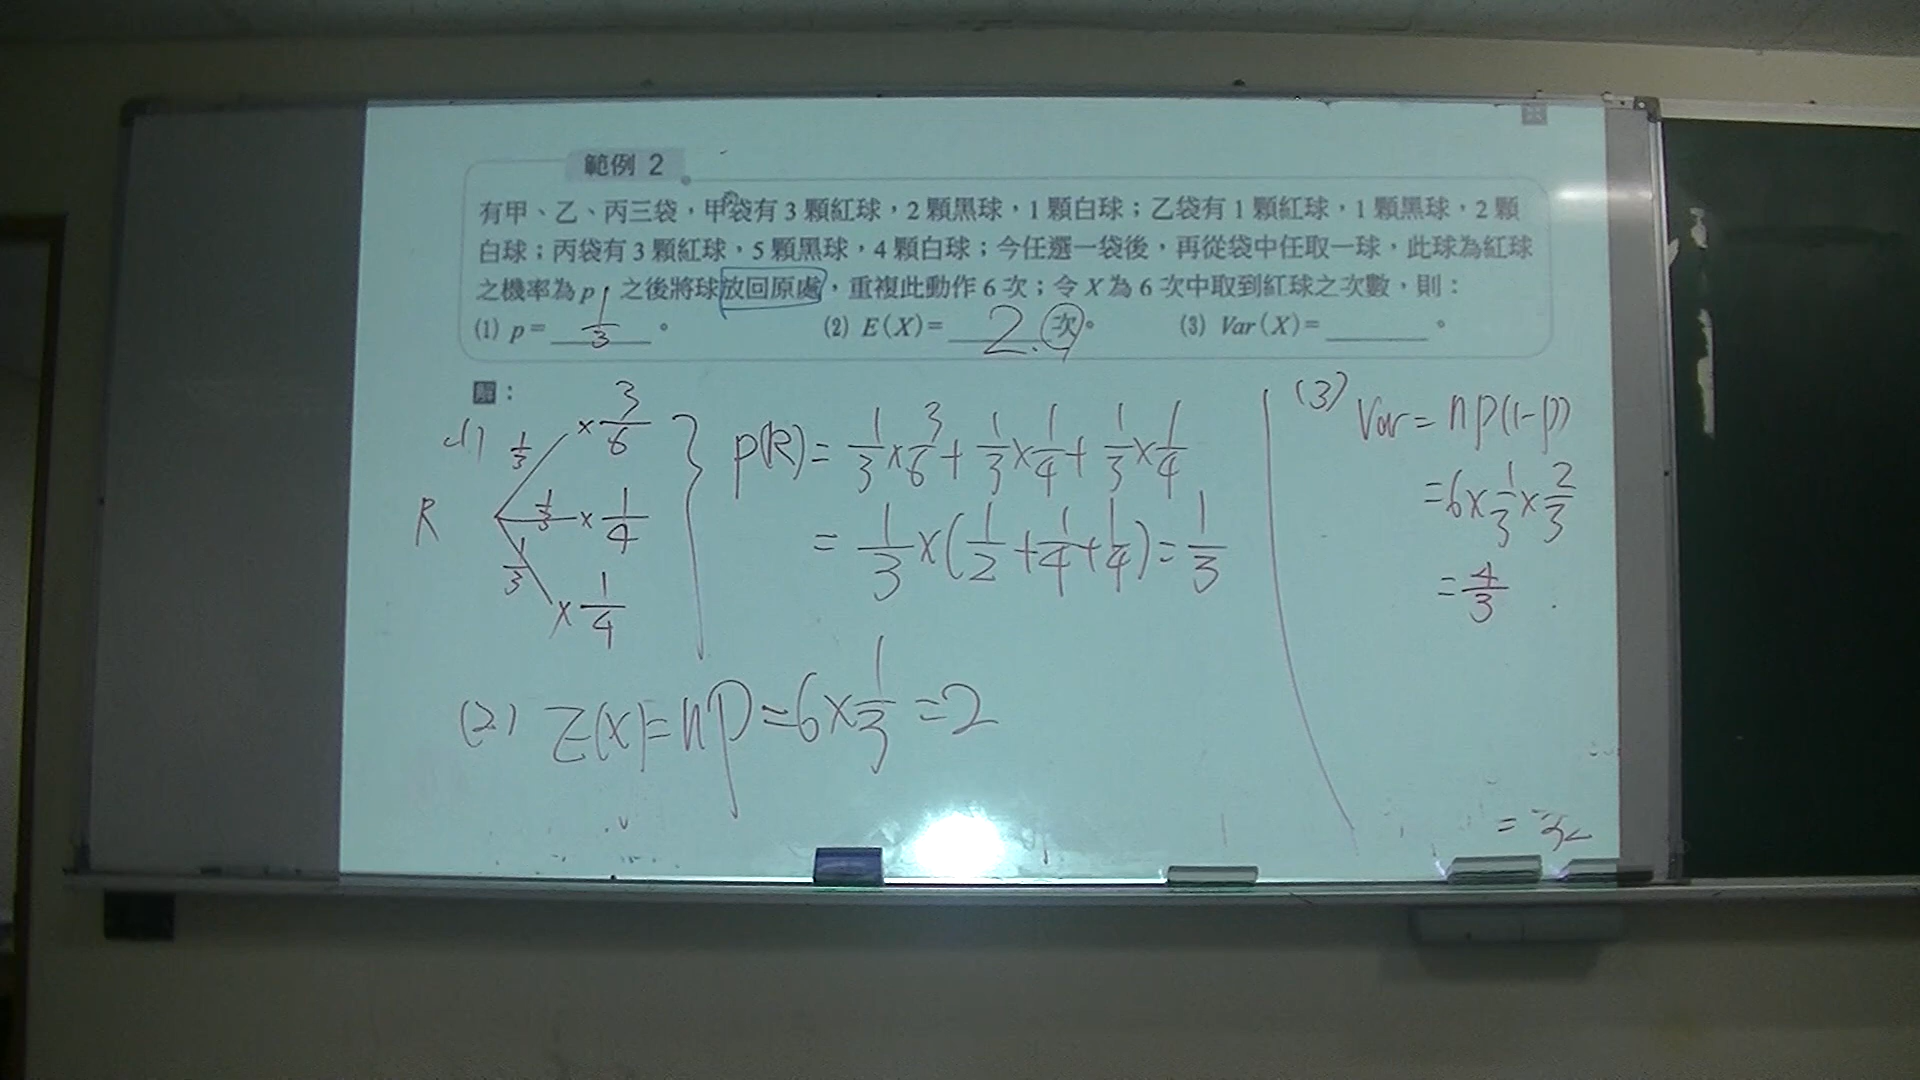 範例 2
有甲、乙、丙三袋，甲袋有 3 顆紅球，2 顆黑球，1 顆白球；乙袋有 1 顆紅球，1 顆黑球，2 顆
白球；丙袋有 3 顆紅球，5 顆黑球，4 顆白球；今任選一袋後，再從袋中任取一球，此球為紅球
之機率為 p，之後將球放回原處，重複此動作 6 次；令 X 為 6 次中取到紅球之次數，則：
(1) p= 1/3 。 (2) E(X)= 2 次。 (3) Var(X)= ______ 。
解：
(1) R
1/3 × 3/6
1/3 × 1/4
1/3 × 1/4
P(R) = 1/3 × 3/6 + 1/3 × 1/4 + 1/3 × 1/4
= 1/3 × (1/2 + 1/4 + 1/4) = 1/3
(2) E(X) = np = 6 × 1/3 = 2
(3) Var = np(1-p)
= 6 × 1/3 × 2/3
= 4/3